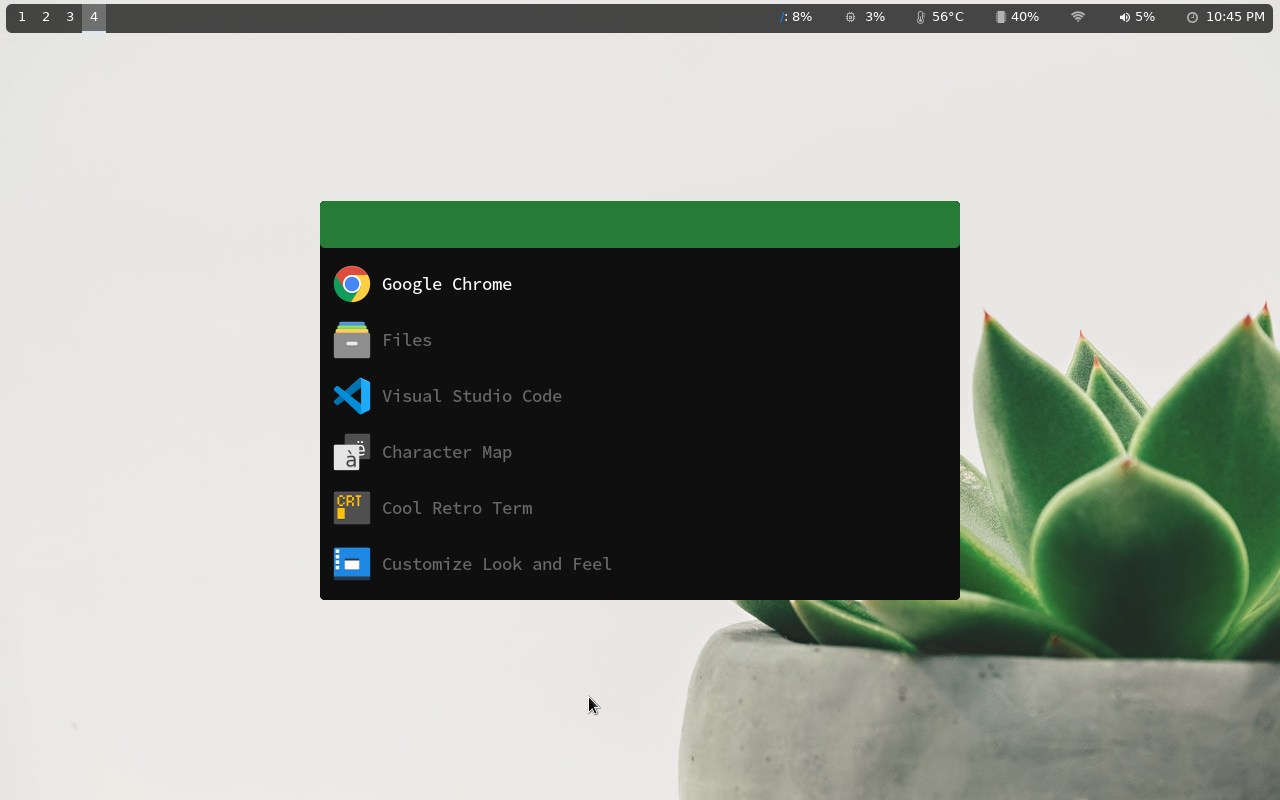 1 2 3 4 /: 8% 3% 56°C 40% 5% 10:45 PM
Google Chrome
Files
Visual Studio Code
ë
à
Character Map
CRT
Cool Retro Term
Customize Look and Feel